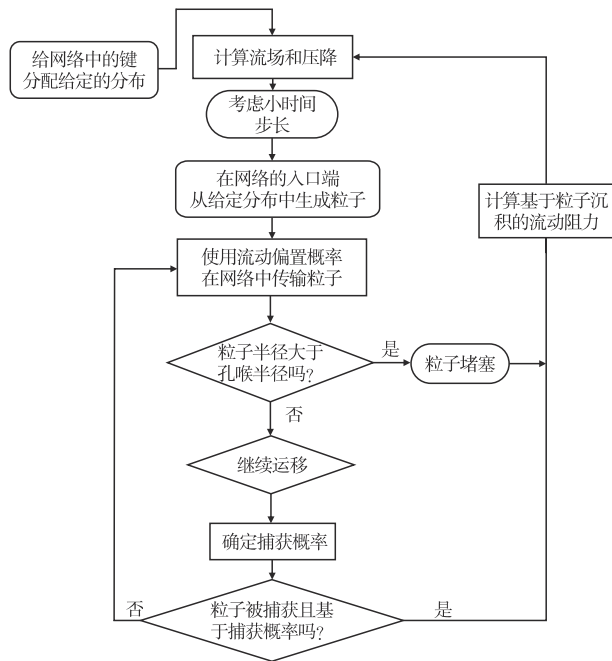 给网络中的键
分配给定的分布
计算流场和压降
考虑小时间
步长
在网络的入口端
从给定分布中生成粒子
计算基于粒子沉
积的流动阻力
使用流动偏置概率
在网络中传输粒子
粒子半径大于
孔喉半径吗?
是
粒子堵塞
否
继续运移
确定捕获概率
否
粒子被捕获且基
于捕获概率吗?
是